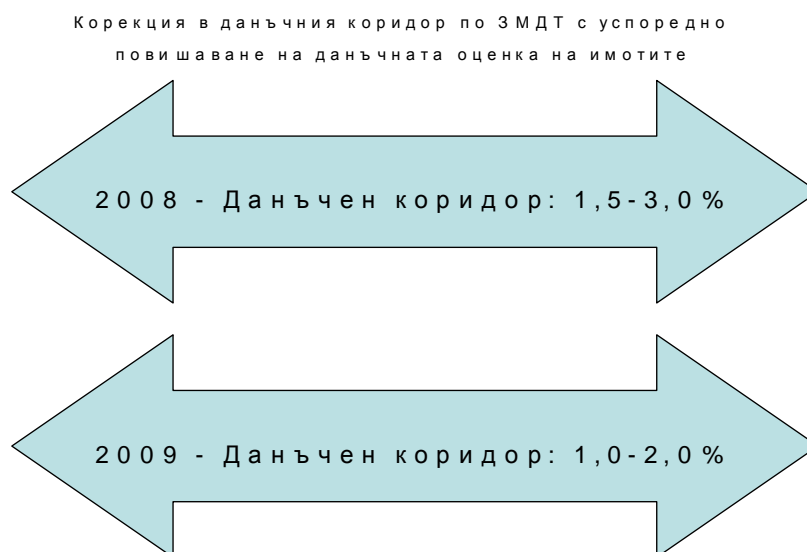 Корекция в данъчния коридор по ЗМДТ с успоредно
повишаване на данъчната оценка на имотите
2008 - Данъчен коридор: 1,5-3,0%
2009 - Данъчен коридор: 1,0-2,0%